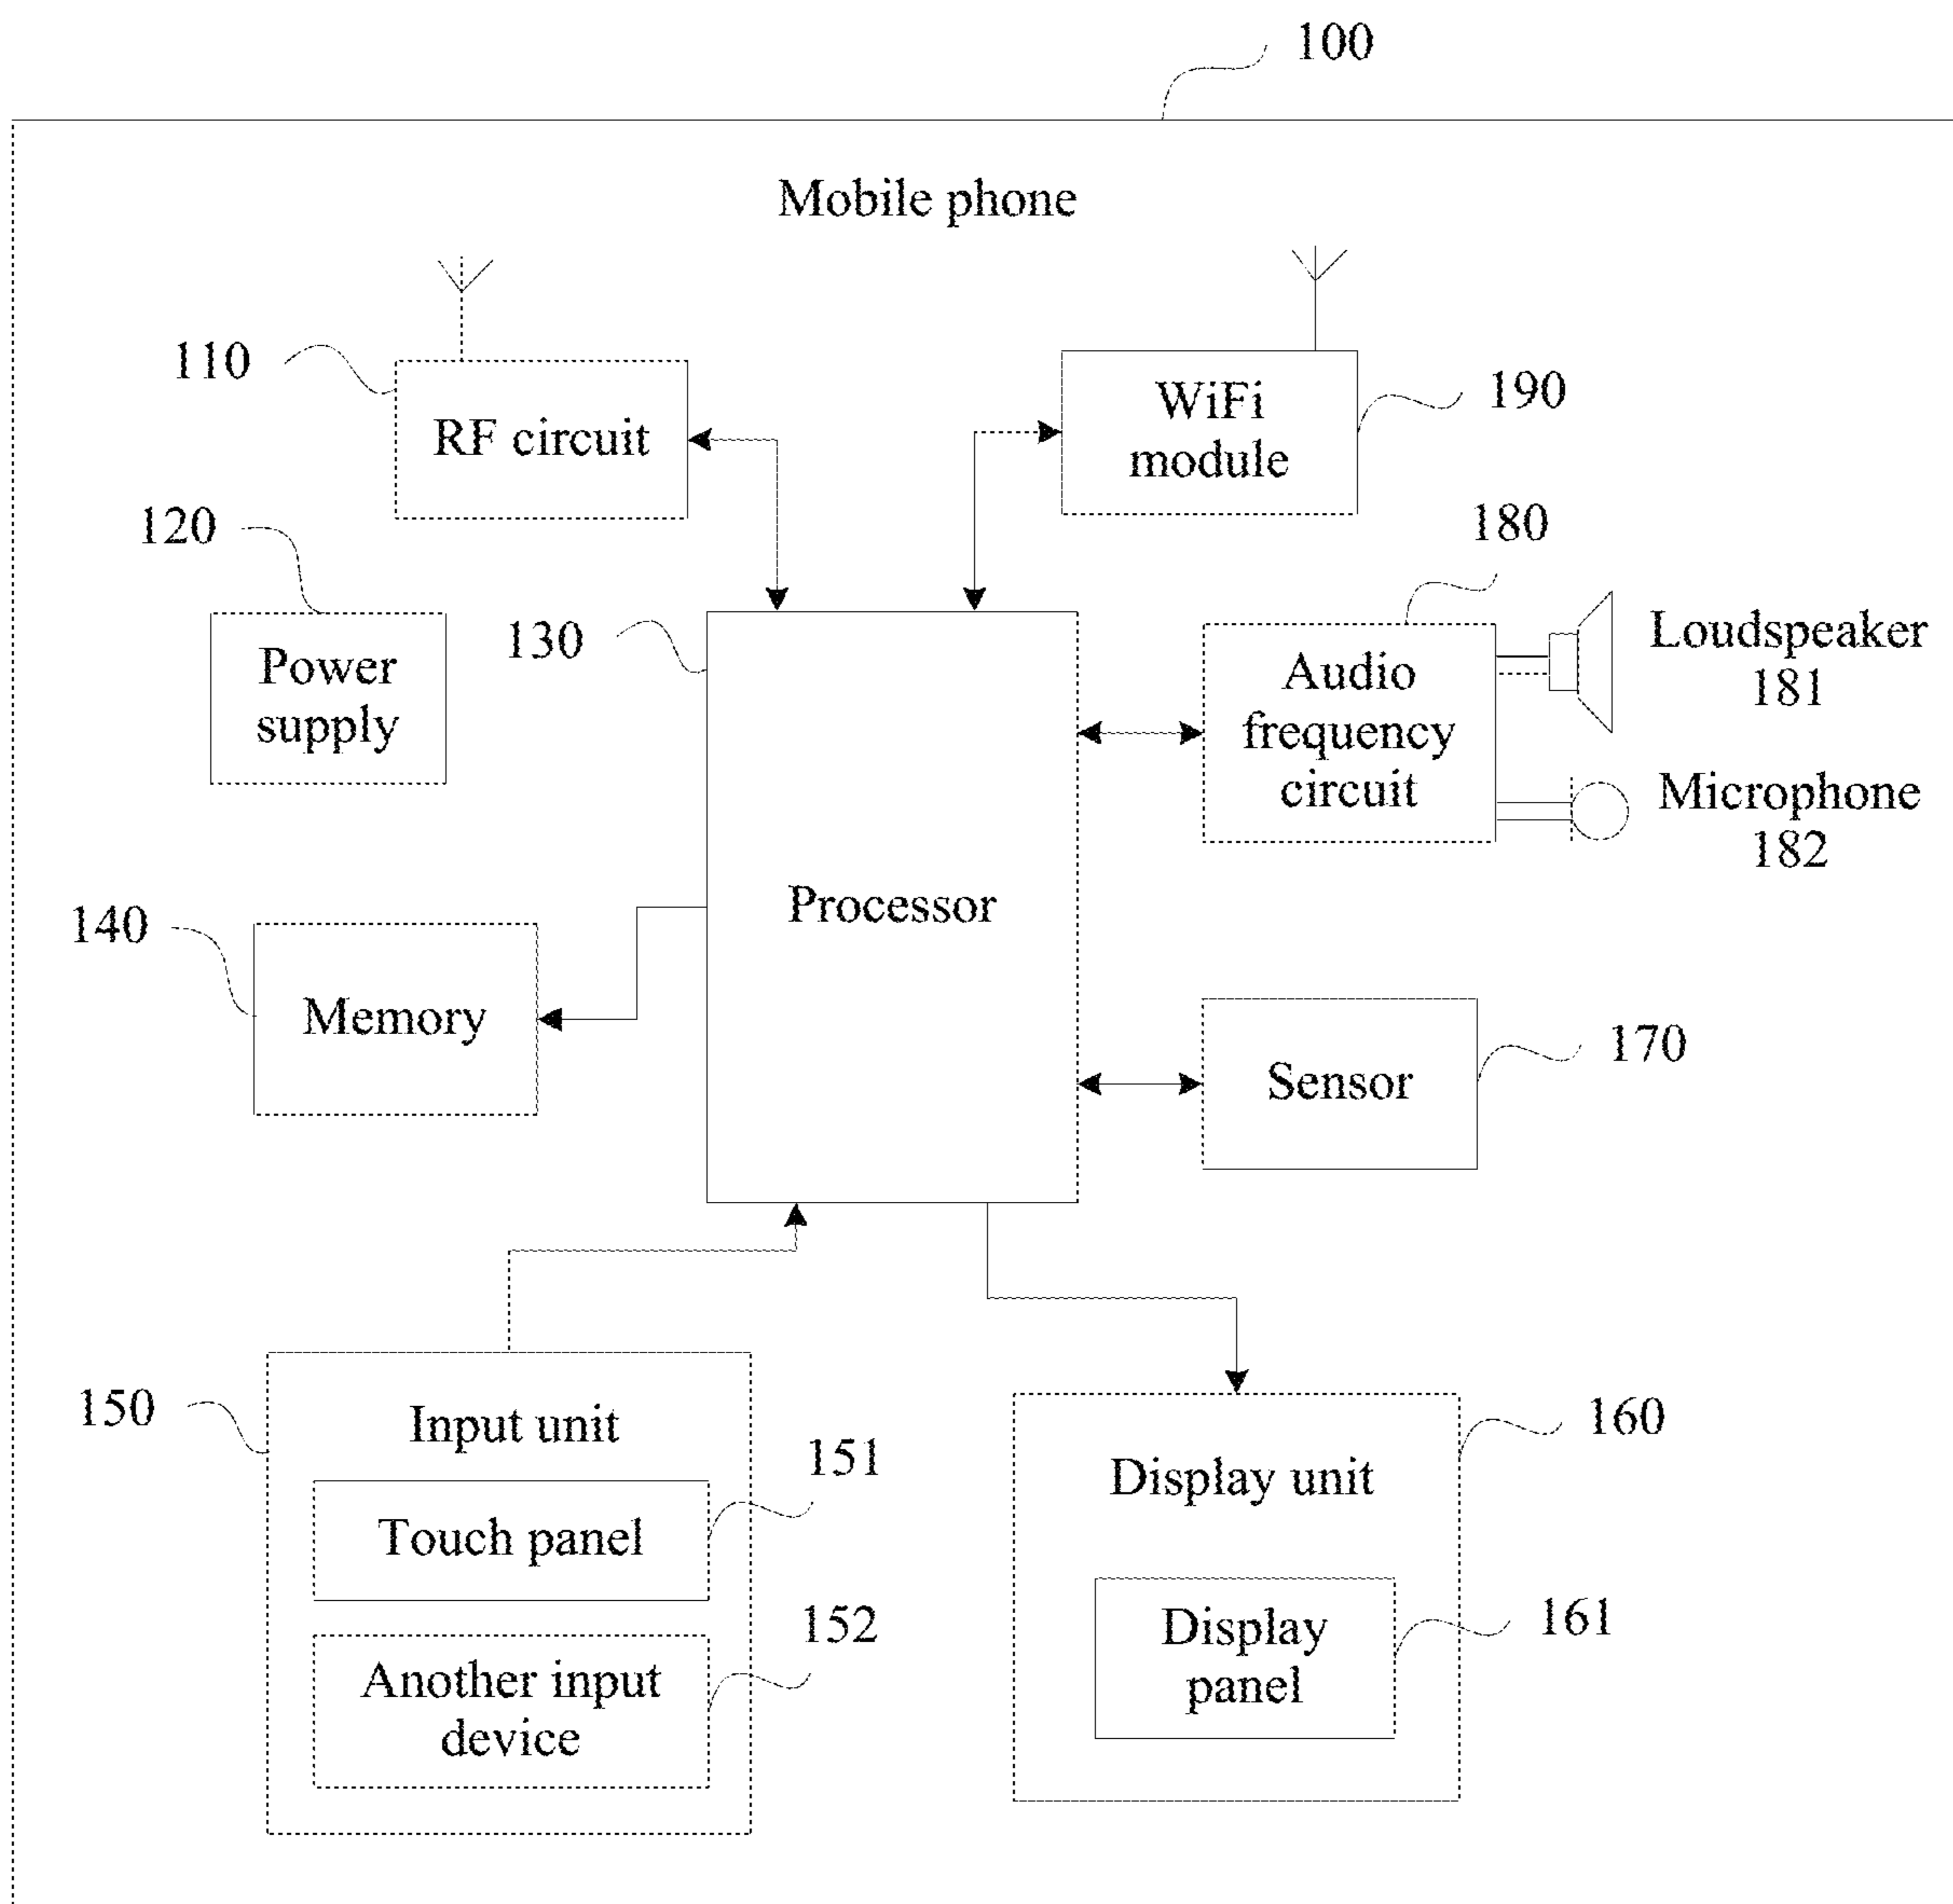 100
Mobile phone
110
RF circuit
WiFi
module
190
120
Power
supply
130
Processor
180
Audio
frequency
circuit
Loudspeaker
181
Microphone
182
140
Memory
Sensor
170
150
Input unit
151
Touch panel
152
Another input
device
160
Display unit
161
Display
panel